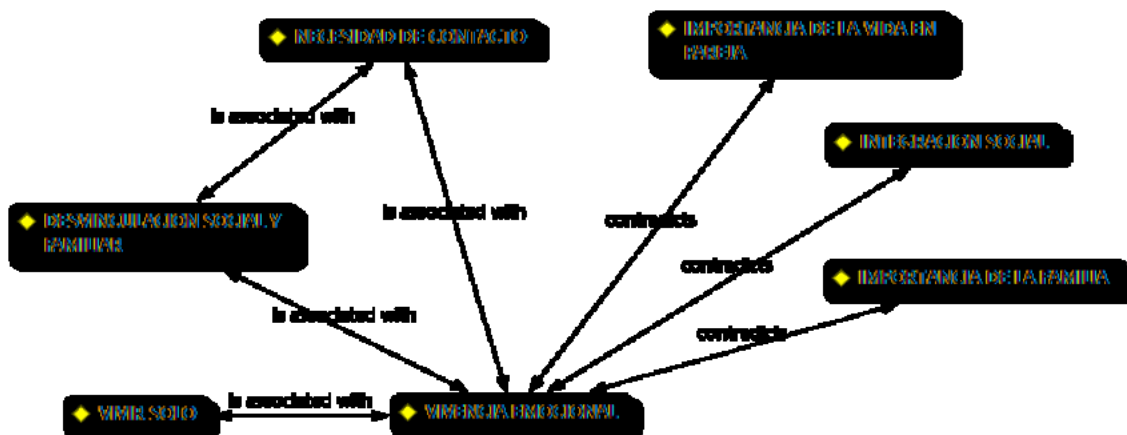 NECESIDAD DE CONTACTO
IMPORTANCIA DE LA VIDA EN
PAREJA
is associated with
INTEGRACION SOCIAL
is associated with
contradicts
DESVINCULACION SOCIAL Y
FAMILIAR
contradicts
IMPORTANCIA DE LA FAMILIA
is associated with
contradicts
is associated with
VIVIR SOLO
VIVENCIA EMOCIONAL